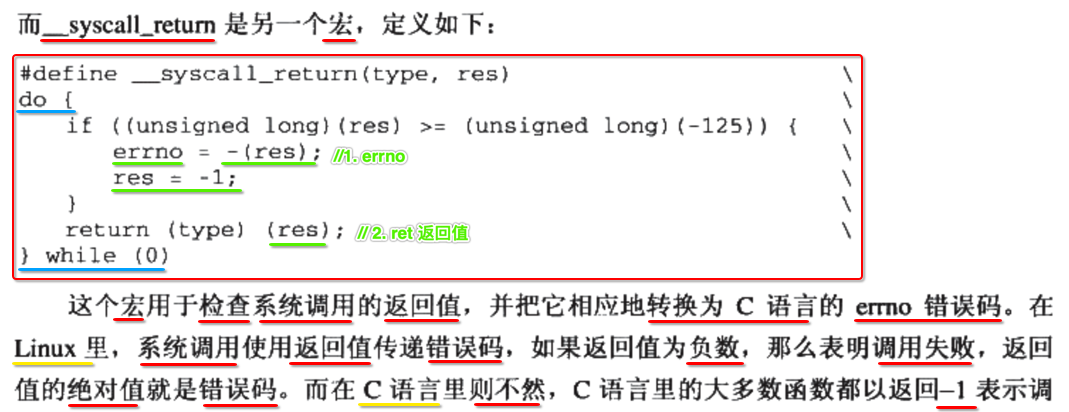 而__syscall_return 是另一个宏，定义如下：
#define __syscall_return(type, res) \
do { \
if ((unsigned long)(res) >= (unsigned long)(-125)) { \
errno = -(res); //1. errno \
res = -1; \
} \
return (type) (res); // 2. ret 返回值 \
} while (0)
这个宏用于检查系统调用的返回值，并把它相应地转换为 C 语言的 errno 错误码。在
Linux 里，系统调用使用返回值传递错误码，如果返回值为负数，那么表明调用失败，返回
值的绝对值就是错误码。而在 C 语言里则不然，C 语言里的大多数函数都以返回–1 表示调